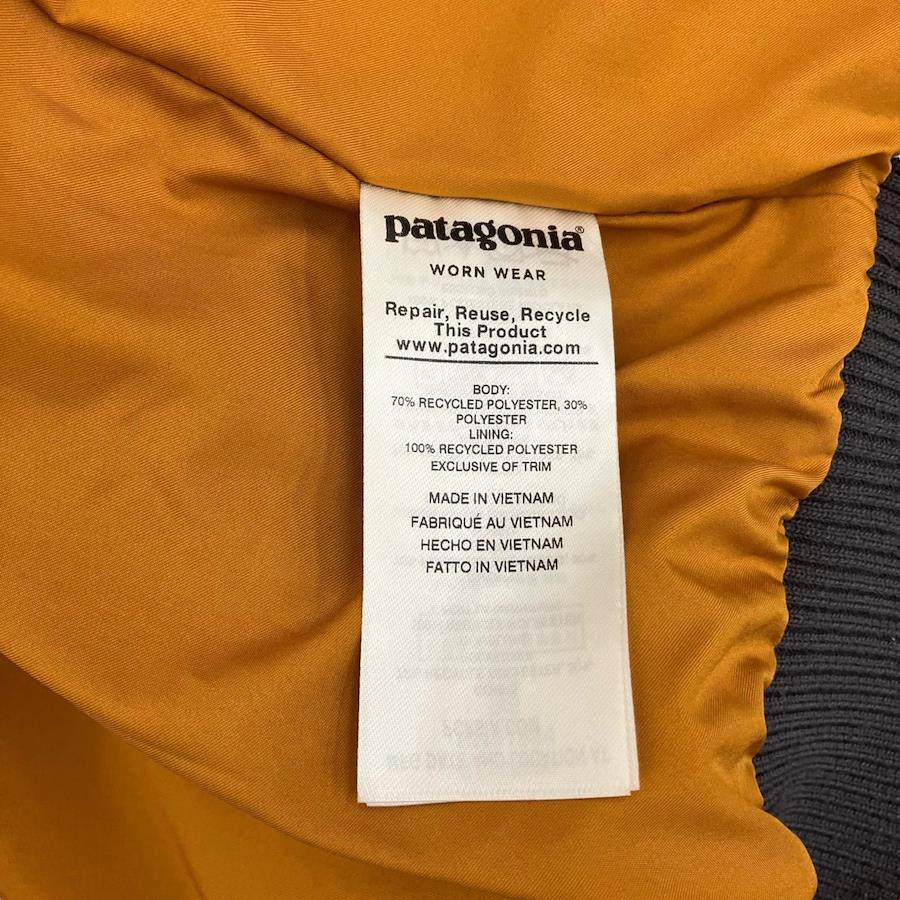 patagonia®
WORN WEAR
Repair, Reuse, Recycle
This Product
www.patagonia.com
BODY:
70% RECYCLED POLYESTER, 30%
POLYESTER
LINING:
100% RECYCLED POLYESTER
EXCLUSIVE OF TRIM
MADE IN VIETNAM
FABRIQUÉ AU VIETNAM
HECHO EN VIETNAM
FATTO IN VIETNAM